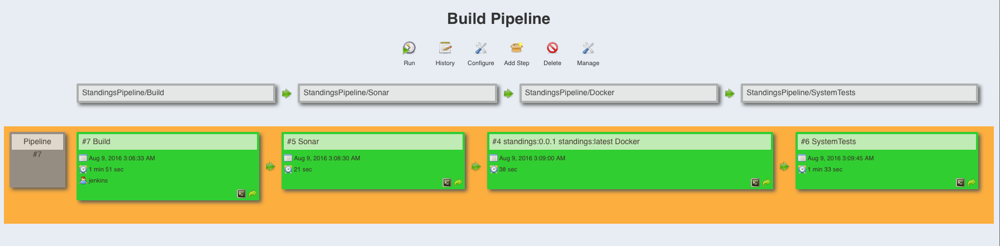 Build Pipeline
Run History Configure Add Step Delete Manage
StandingsPipeline/Build StandingsPipeline/Sonar StandingsPipeline/Docker StandingsPipeline/SystemTests
Pipeline
#7
#7 Build
Aug 9, 2016 3:06:33 AM
1 min 51 sec
jenkins
#5 Sonar
Aug 9, 2016 3:08:30 AM
21 sec
#4 standings:0.0.1 standings:latest Docker
Aug 9, 2016 3:09:00 AM
38 sec
#6 SystemTests
Aug 9, 2016 3:09:45 AM
1 min 33 sec